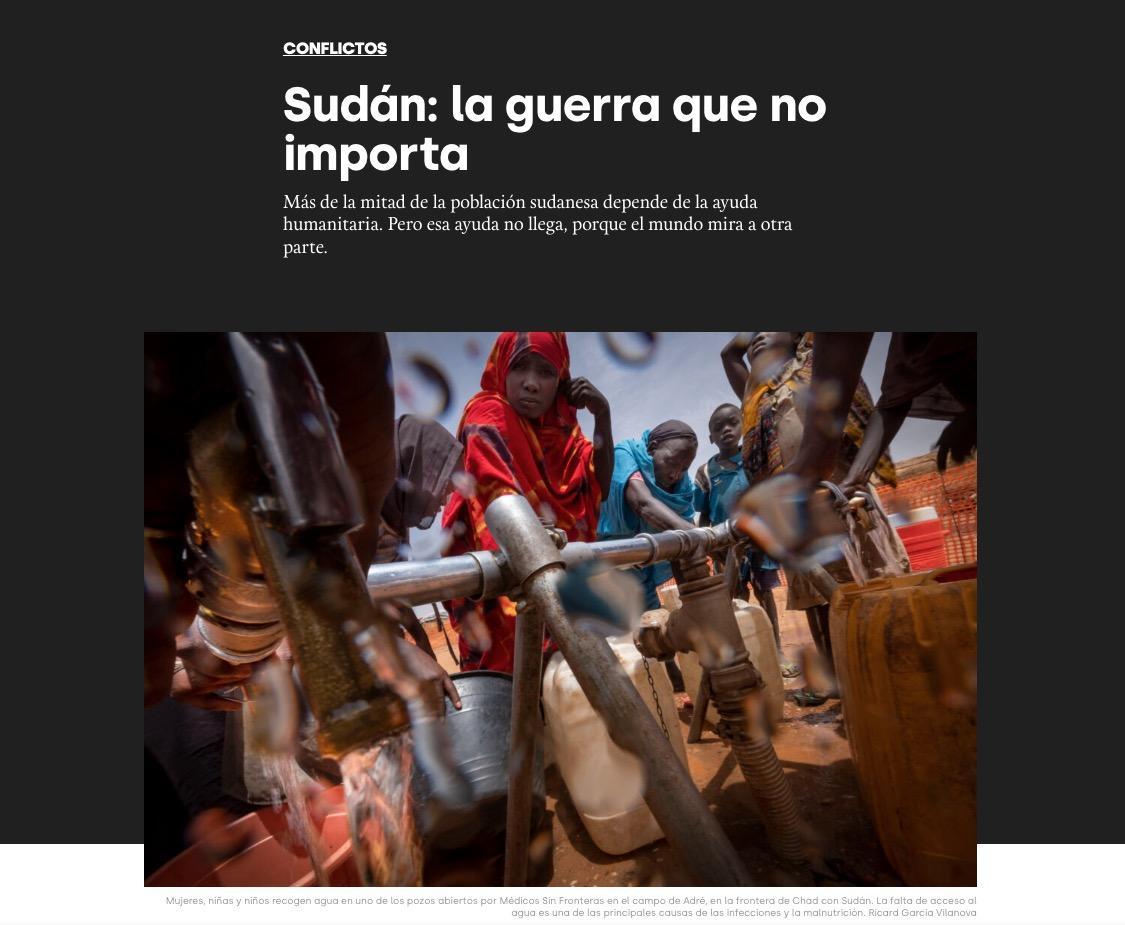 CONFLICTOS
Sudán: la guerra que no
importa
Más de la mitad de la población sudanesa depende de la ayuda
humanitaria. Pero esa ayuda no llega, porque el mundo mira a otra
parte.
Mujeres, niñas y niños recogen agua en uno de los pozos abiertos por Médicos Sin Fronteras en el campo de Adré, en la frontera de Chad con Sudán. La falta de acceso al
agua es una de las principales causas de las infecciones y la malnutrición. Ricard García Vilanova